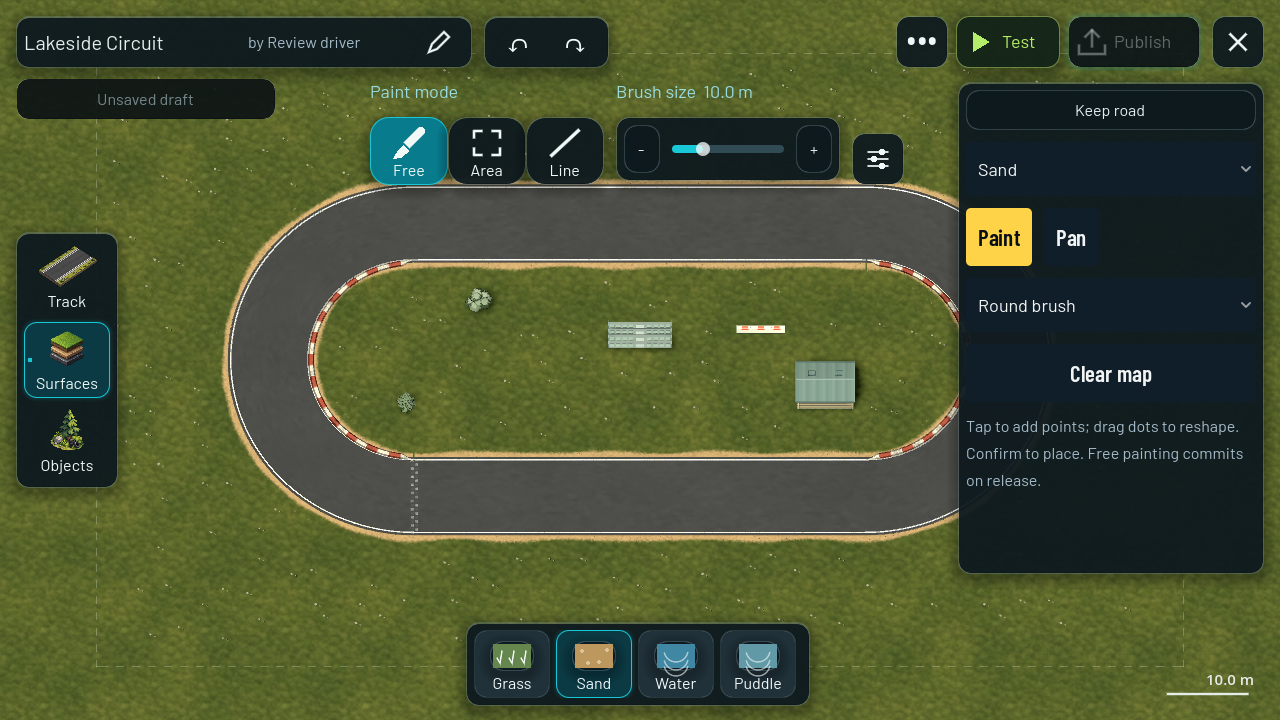 Lakeside Circuit
by Review driver
Test
Publish
Unsaved draft
Paint mode
Brush size 10.0 m
Free
Area
Line
-
+
Keep road
Sand
Paint
Pan
Round brush
Clear map
Tap to add points; drag dots to reshape.
Confirm to place. Free painting commits
on release.
Track
Surfaces
Objects
Grass
Sand
Water
Puddle
10.0 m